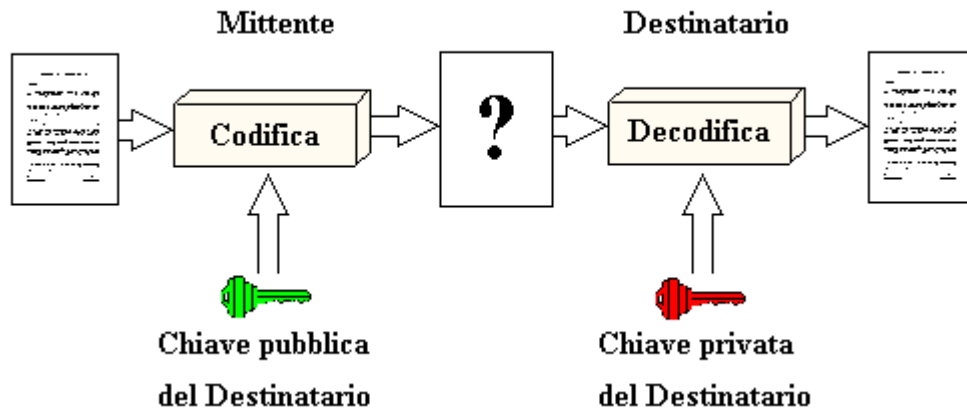 Mittente
Destinatario
Codifica
?
Decodifica
Chiave pubblica
del Destinatario
Chiave privata
del Destinatario